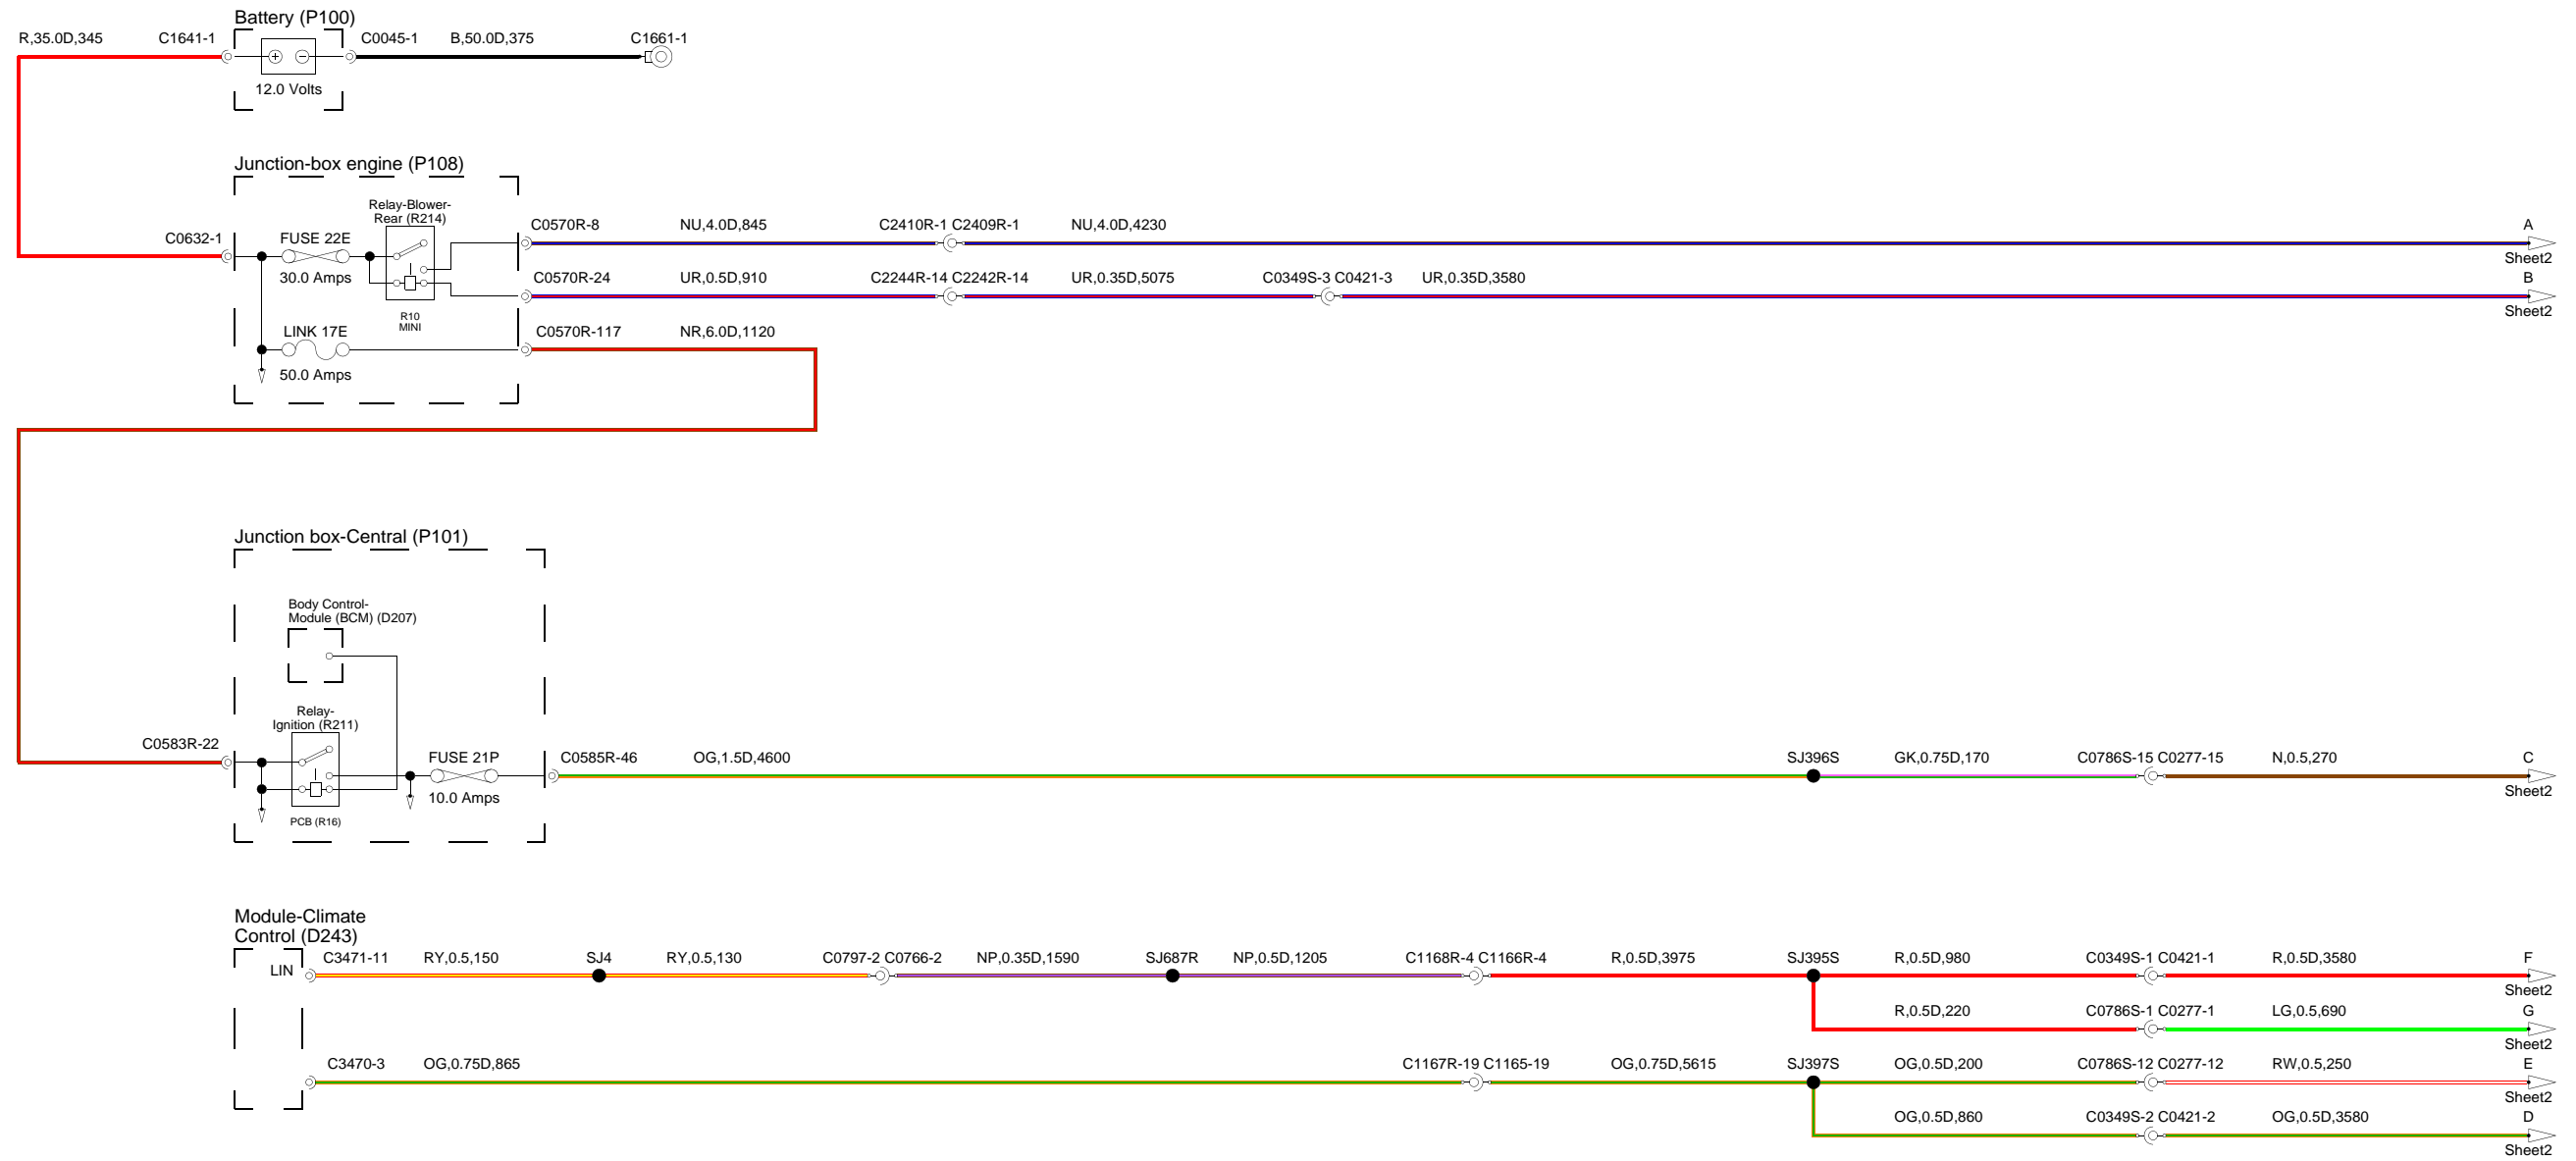 Battery (P100)
R,35.0D,345 C1641-1 C0045-1 B,50.0D,375 C1661-1
12.0 Volts
Junction-box engine (P108)
Relay-Blower-
Rear (R214)
C0632-1 FUSE 22E C0570R-8 NU,4.0D,845 C2410R-1 C2409R-1 NU,4.0D,4230 A
Sheet2
30.0 Amps C0570R-24 UR,0.5D,910 C2244R-14 C2242R-14 UR,0.35D,5075 C0349S-3 C0421-3 UR,0.35D,3580 B
Sheet2
R10
MINI
LINK 17E C0570R-117 NR,6.0D,1120
50.0 Amps
Junction box-Central (P101)
Body Control-
Module (BCM) (D207)
Relay-
Ignition (R211)
C0583R-22 FUSE 21P C0585R-46 OG,1.5D,4600 SJ396S GK,0.75D,170 C0786S-15 C0277-15 N,0.5,270 C
Sheet2
10.0 Amps
PCB (R16)
Module-Climate
Control (D243)
LIN C3471-11 RY,0.5,150 SJ4 RY,0.5,130 C0797-2 C0766-2 NP,0.35D,1590 SJ687R NP,0.5D,1205 C1168R-4 C1166R-4 R,0.5D,3975 SJ395S R,0.5D,980 C0349S-1 C0421-1 R,0.5D,3580 F
Sheet2
R,0.5D,220 C0786S-1 C0277-1 LG,0.5,690 G
Sheet2
C3470-3 OG,0.75D,865 C1167R-19 C1165-19 OG,0.75D,5615 SJ397S OG,0.5D,200 C0786S-12 C0277-12 RW,0.5,250 E
Sheet2
OG,0.5D,860 C0349S-2 C0421-2 OG,0.5D,3580 D
Sheet2